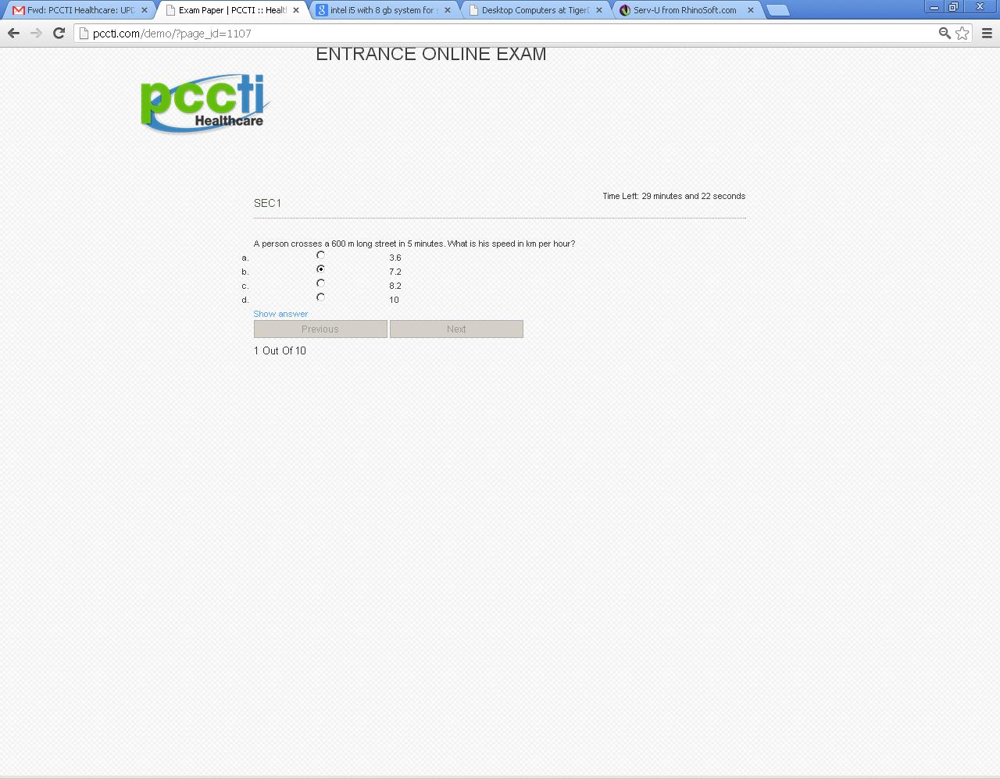 Fwd: PCCTI Healthcare: UPD
Exam Paper | PCCTI :: Healt
intel i5 with 8 gb system for s
Desktop Computers at TigerD
Serv-U from RhinoSoft.com
pccti.com/demo/?page_id=1107
ENTRANCE ONLINE EXAM
pccti
Healthcare
Time Left: 29 minutes and 22 seconds
SEC1
A person crosses a 600 m long street in 5 minutes. What is his speed in km per hour?
a. 3.6
b. 7.2
c. 8.2
d. 10
Show answer
Previous Next
1 Out Of 10